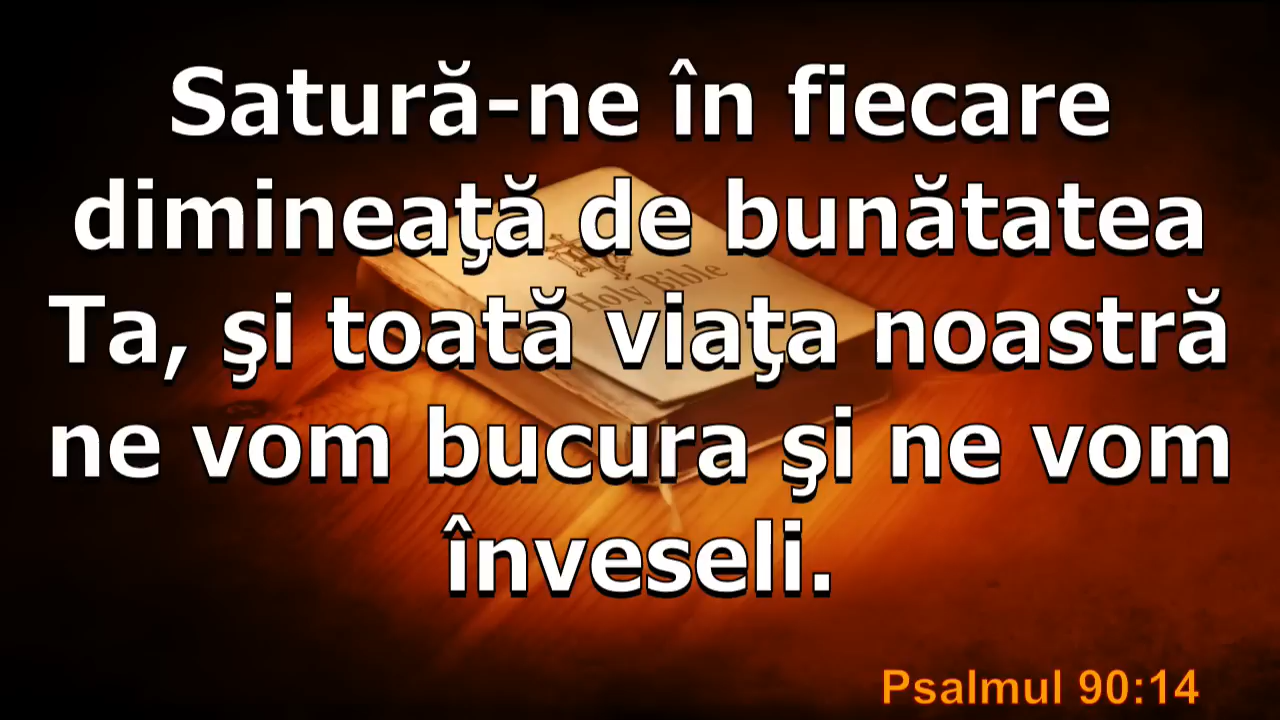 Satură-ne în fiecare
dimineaţă de bunătatea
Ta, şi toată viaţa noastră
ne vom bucura şi ne vom
înveseli.
Holy Bible
Psalmul 90:14